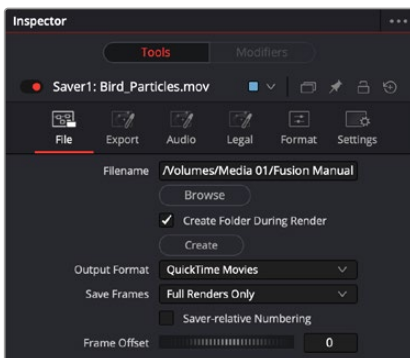 Inspector
Tools Modifiers
Saver1: Bird_Particles.mov
File Export Audio Legal Format Settings
Filename /Volumes/Media 01/Fusion Manual
Browse
Create Folder During Render
Create
Output Format QuickTime Movies
Save Frames Full Renders Only
Saver-relative Numbering
Frame Offset 0